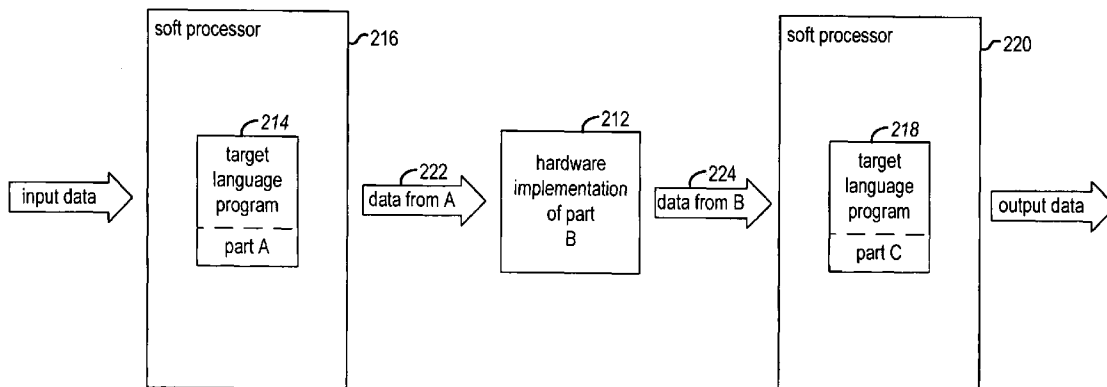 soft processor
216
214
target
language
program
part A
input data
222
data from A
212
hardware
implementation
of part
B
224
data from B
soft processor
220
218
target
language
program
part C
output data